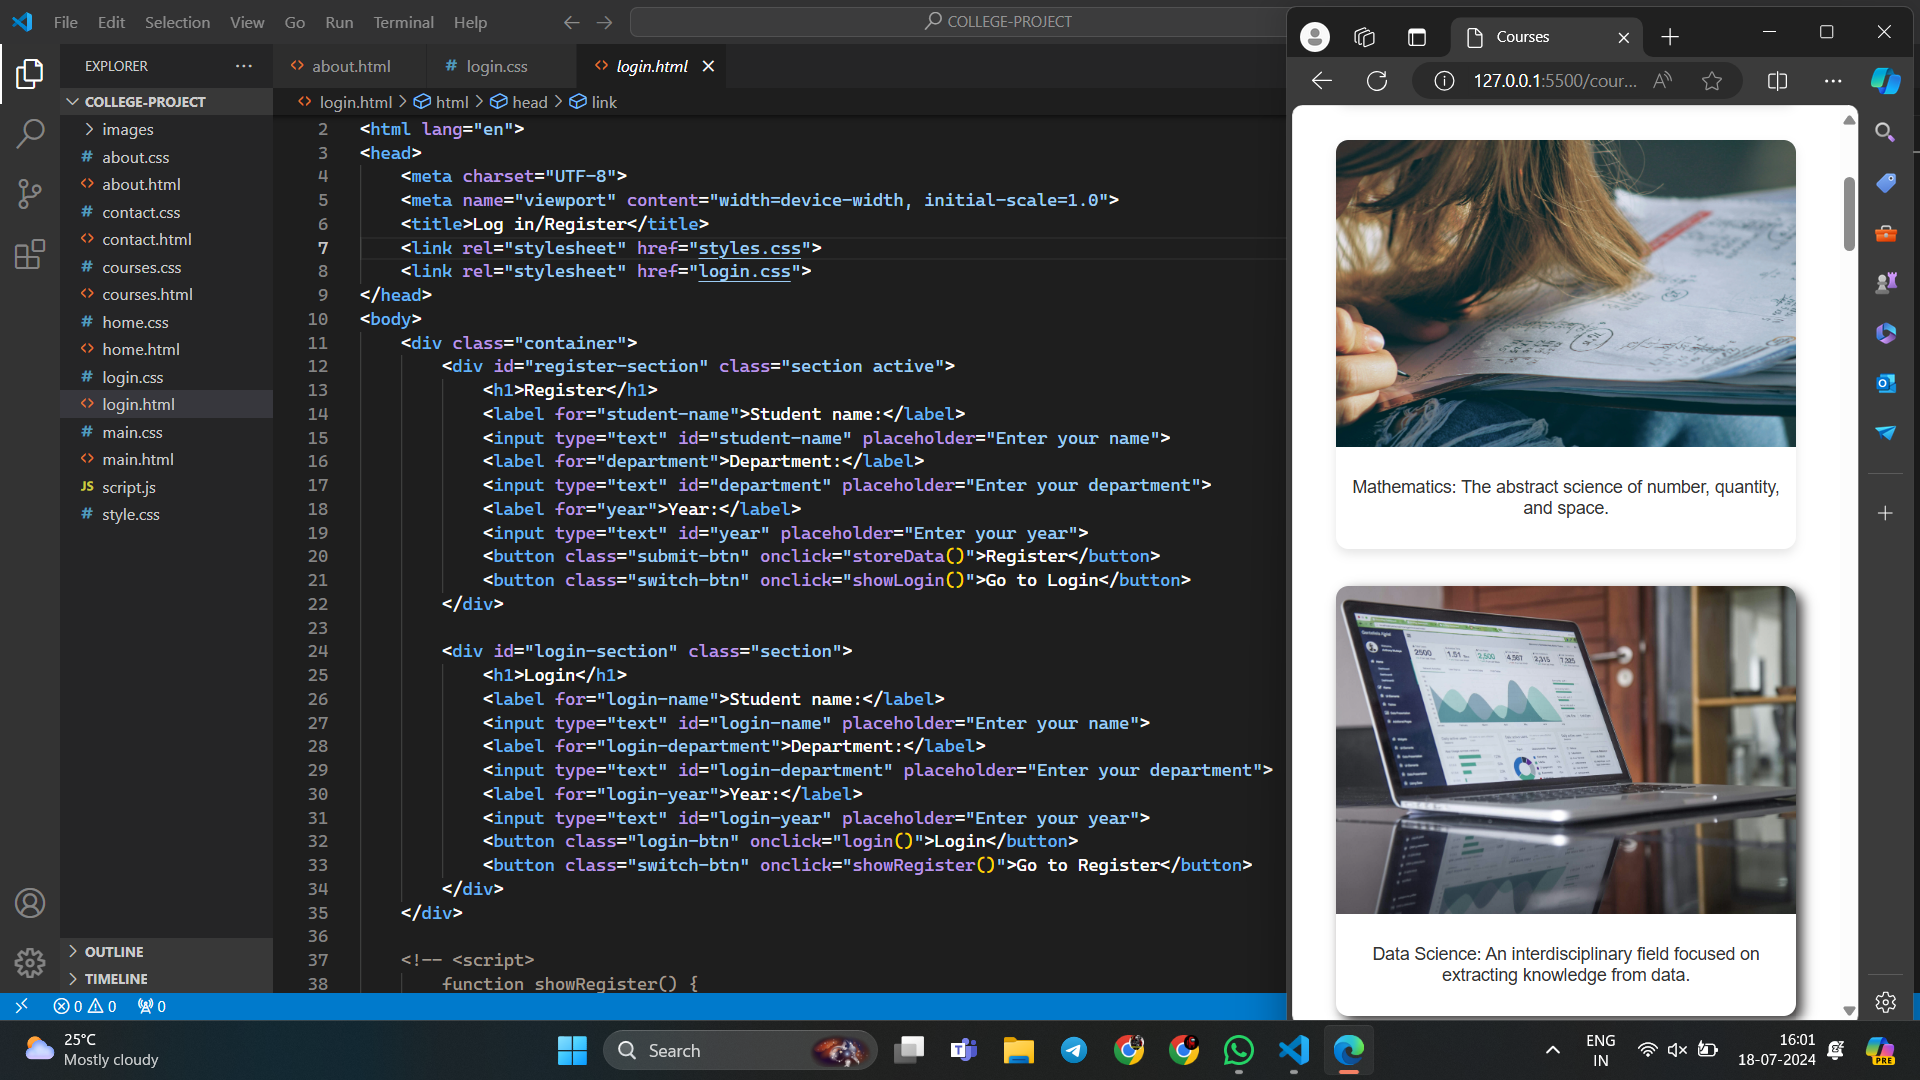 File Edit Selection View Go Run Terminal Help
COLLEGE-PROJECT
EXPLORER
COLLEGE-PROJECT
images
about.css
about.html
contact.css
contact.html
courses.css
courses.html
home.css
home.html
login.css
login.html
main.css
main.html
JS script.js
style.css
OUTLINE
TIMELINE
about.html
login.css
login.html
login.html > html > head > link
2 <html lang="en">
3 <head>
4 <meta charset="UTF-8">
5 <meta name="viewport" content="width=device-width, initial-scale=1.0">
6 <title>Log in/Register</title>
7 <link rel="stylesheet" href="styles.css">
8 <link rel="stylesheet" href="login.css">
9 </head>
10 <body>
11 <div class="container">
12 <div id="register-section" class="section active">
13 <h1>Register</h1>
14 <label for="student-name">Student name:</label>
15 <input type="text" id="student-name" placeholder="Enter your name">
16 <label for="department">Department:</label>
17 <input type="text" id="department" placeholder="Enter your department">
18 <label for="year">Year:</label>
19 <input type="text" id="year" placeholder="Enter your year">
20 <button class="submit-btn" onclick="storeData()">Register</button>
21 <button class="switch-btn" onclick="showLogin()">Go to Login</button>
22 </div>
23
24 <div id="login-section" class="section">
25 <h1>Login</h1>
26 <label for="login-name">Student name:</label>
27 <input type="text" id="login-name" placeholder="Enter your name">
28 <label for="login-department">Department:</label>
29 <input type="text" id="login-department" placeholder="Enter your department">
30 <label for="login-year">Year:</label>
31 <input type="text" id="login-year" placeholder="Enter your year">
32 <button class="login-btn" onclick="login()">Login</button>
33 <button class="switch-btn" onclick="showRegister()">Go to Register</button>
34 </div>
35 </div>
36
37 <!-- <script>
38 function showRegister() {
0 0 0
Courses
127.0.0.1:5500/cour...
Mathematics: The abstract science of number, quantity,
and space.
Data Science: An interdisciplinary field focused on
extracting knowledge from data.
25°C
Mostly cloudy
Search
ENG
IN
16:01
18-07-2024
PRE